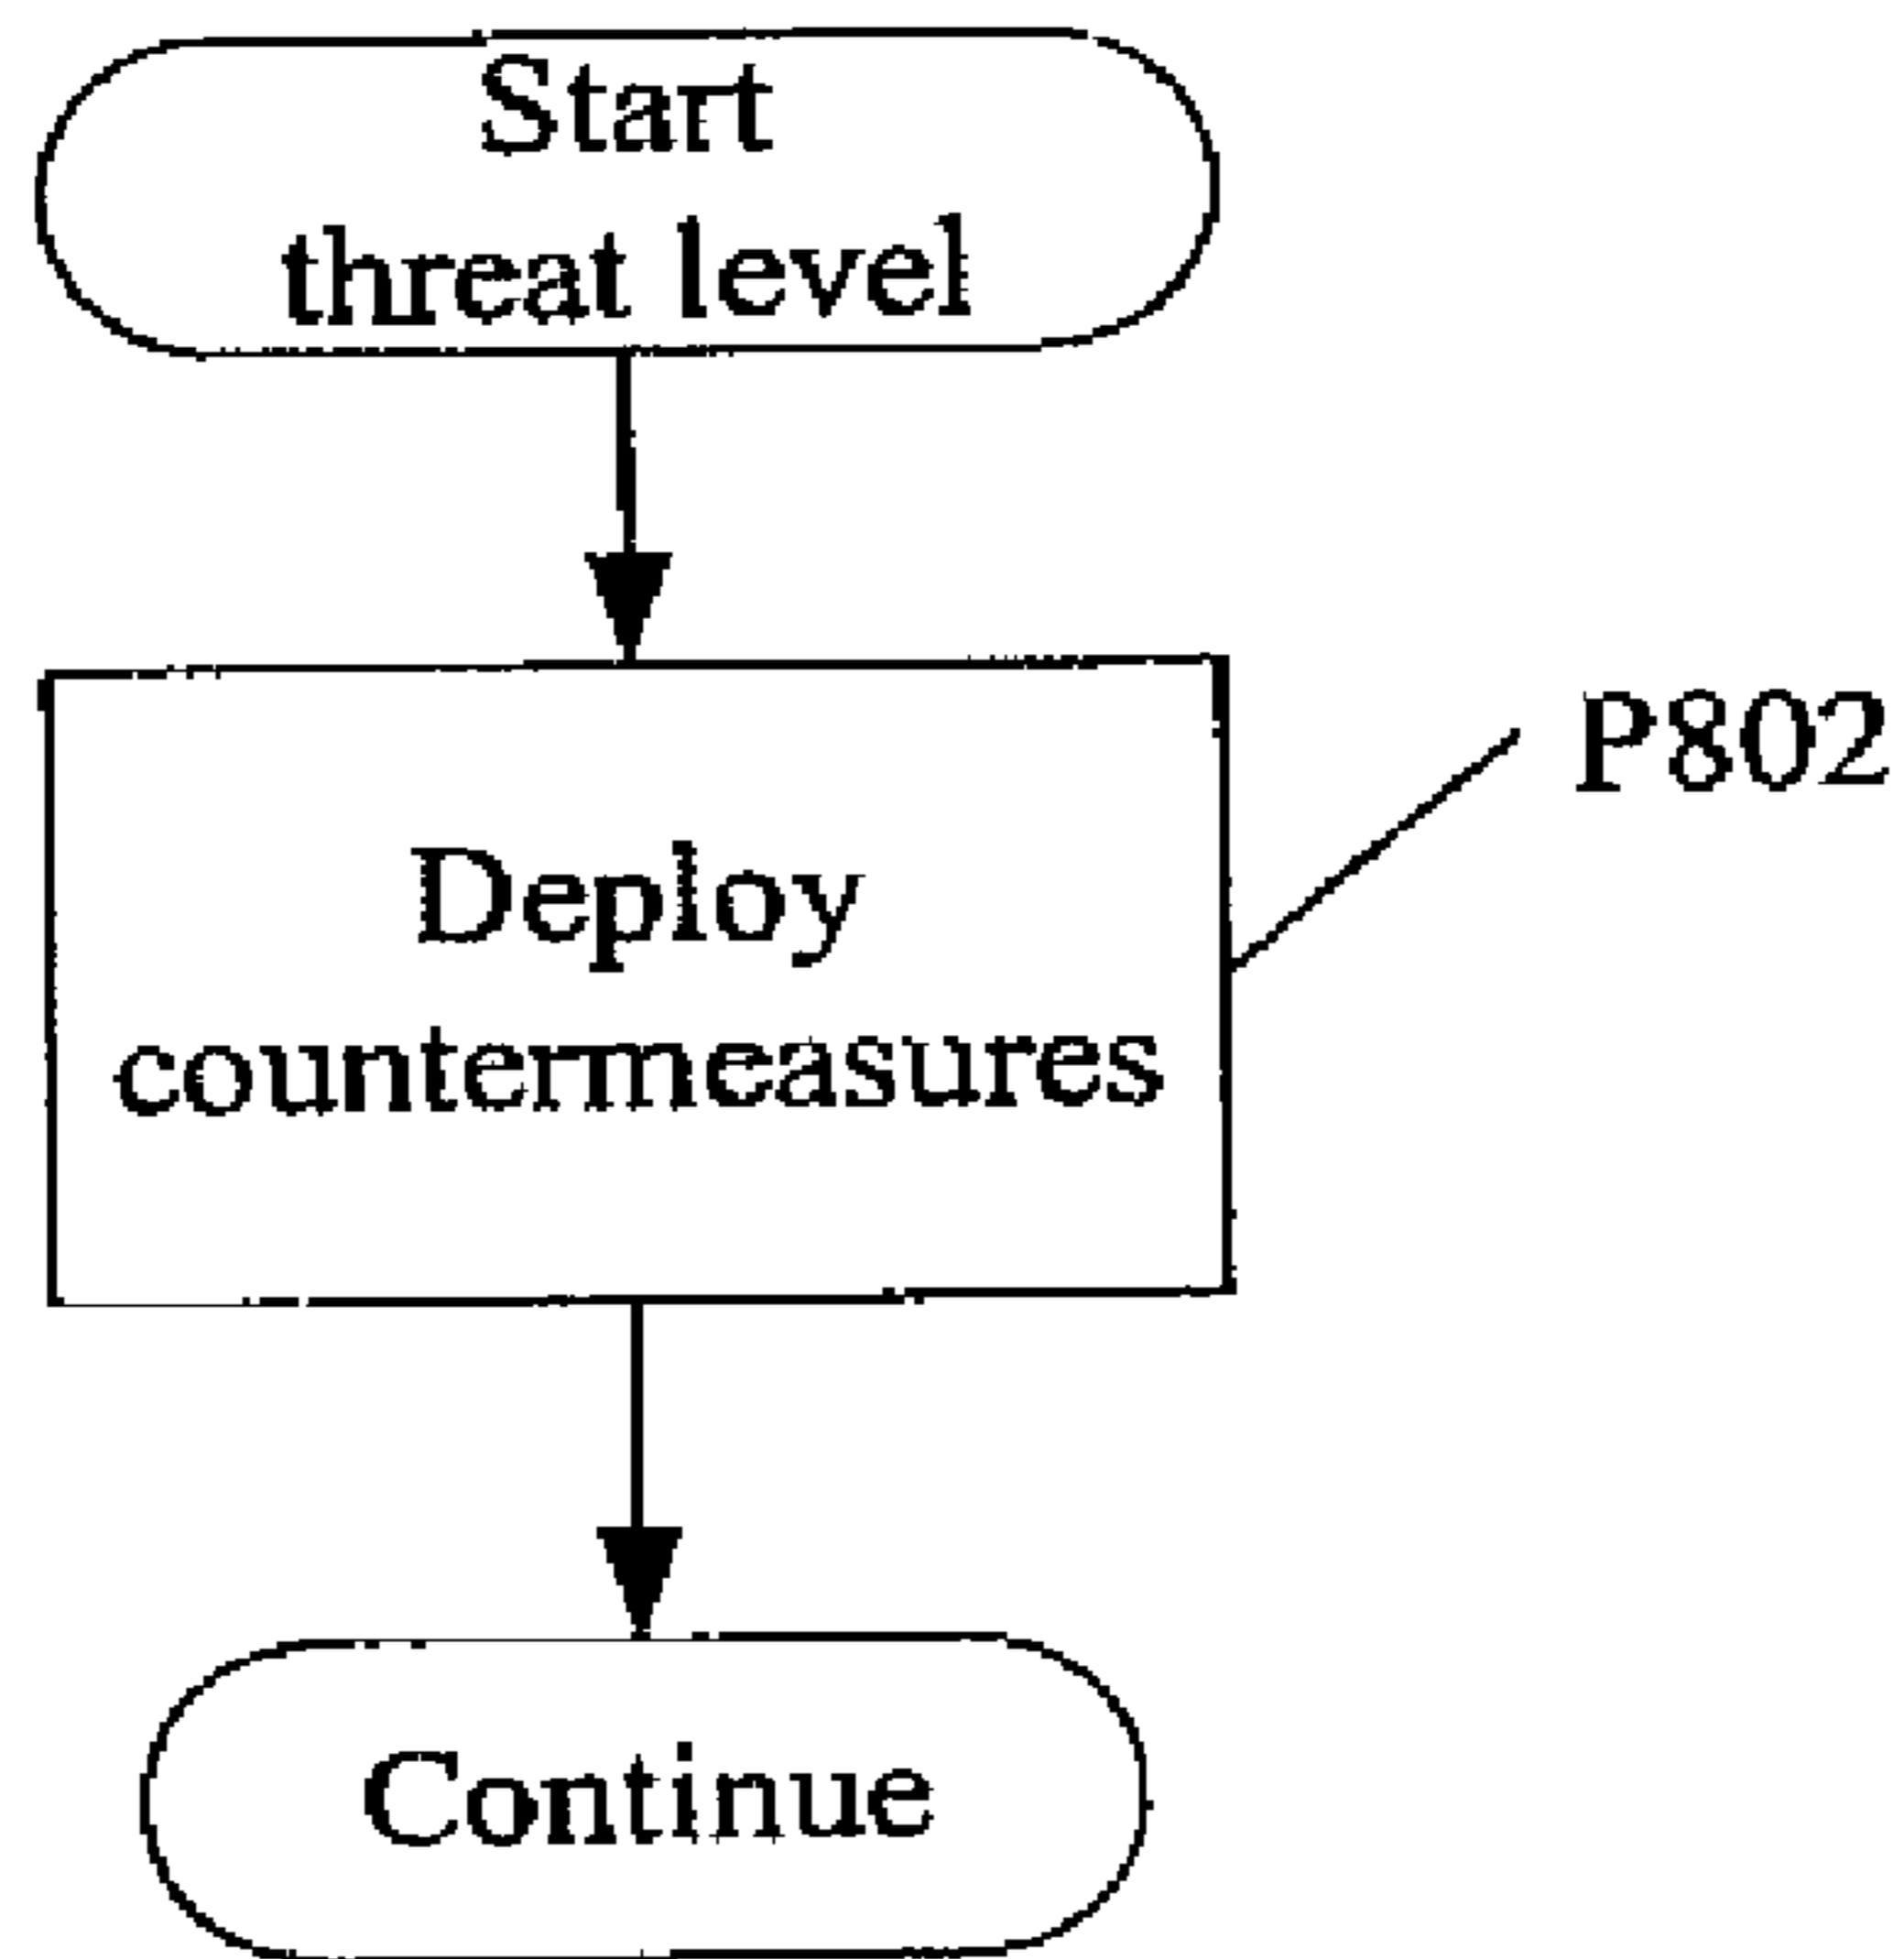 Start
threat level
P802
Deploy
countermeasures
Continue